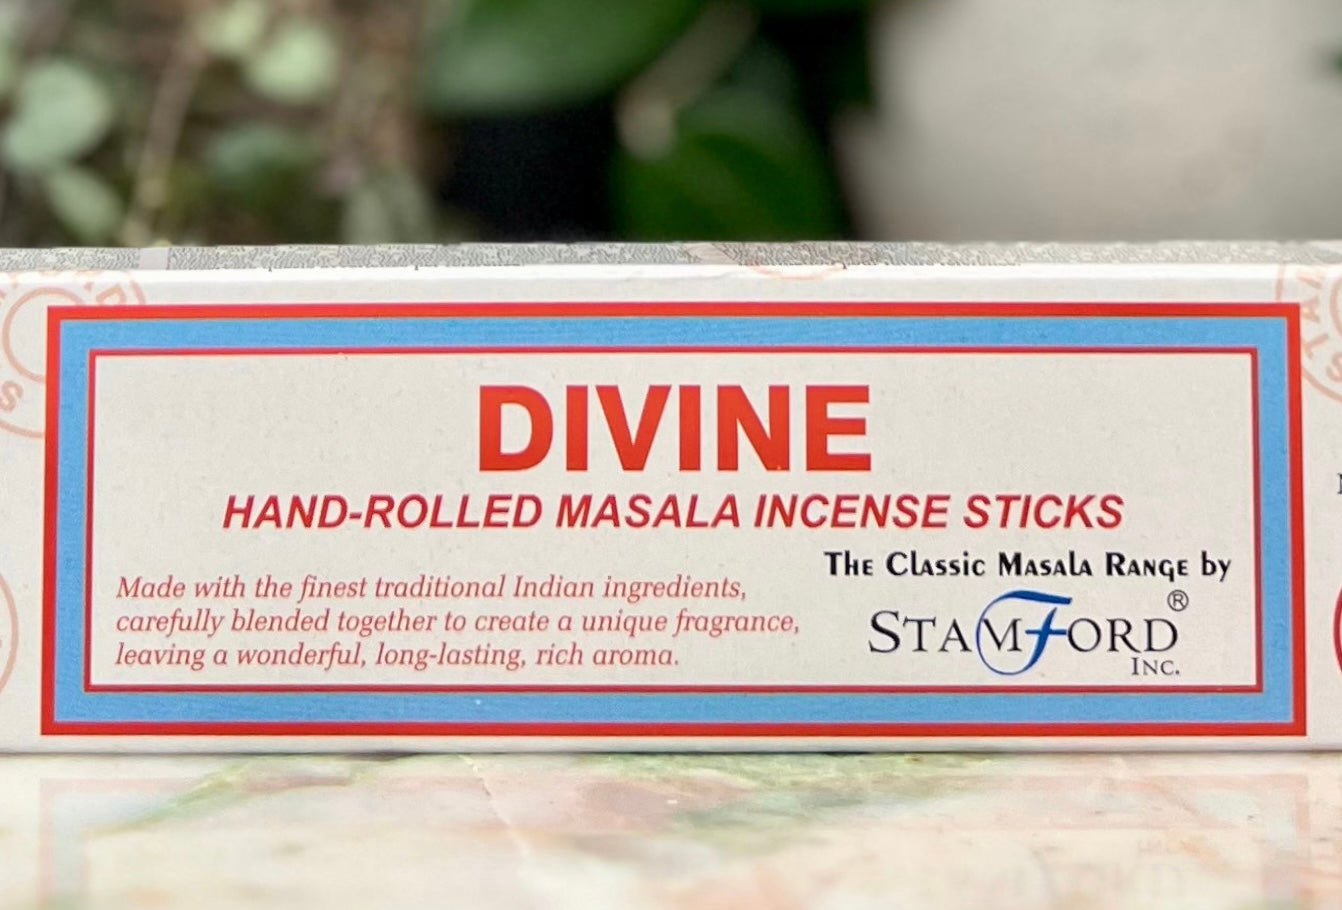 DIVINE
HAND-ROLLED MASALA INCENSE STICKS
Made with the finest traditional Indian ingredients,
carefully blended together to create a unique fragrance,
leaving a wonderful, long-lasting, rich aroma.
The Classic Masala Range by
STAMFORD®
INC.